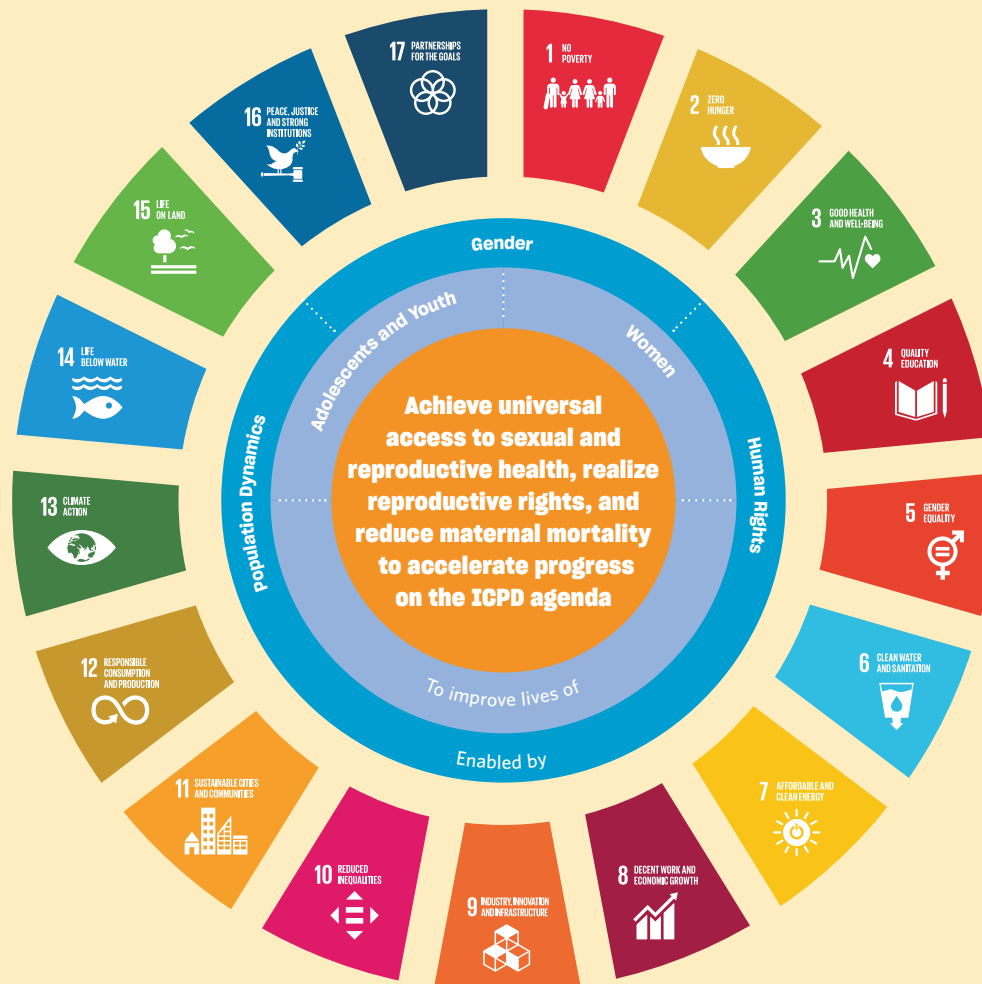 17 PARTNERSHIPS
FOR THE GOALS
1 NO
POVERTY
2 ZERO
HUNGER
3 GOOD HEALTH
AND WELL-BEING
4 QUALITY
EDUCATION
5 GENDER
EQUALITY
6 CLEAN WATER
AND SANITATION
7 AFFORDABLE AND
CLEAN ENERGY
8 DECENT WORK AND
ECONOMIC GROWTH
9 INDUSTRY, INNOVATION
AND INFRASTRUCTURE
10 REDUCED
INEQUALITIES
11 SUSTAINABLE CITIES
AND COMMUNITIES
12 RESPONSIBLE
CONSUMPTION
AND PRODUCTION
13 CLIMATE
ACTION
14 LIFE
BELOW WATER
15 LIFE
ON LAND
16 PEACE, JUSTICE
AND STRONG
INSTITUTIONS
Gender
Human Rights
Population Dynamics
Enabled by
Adolescents and Youth
Women
To improve lives of
Achieve universal
access to sexual and
reproductive health, realize
reproductive rights, and
reduce maternal mortality
to accelerate progress
on the ICPD agenda